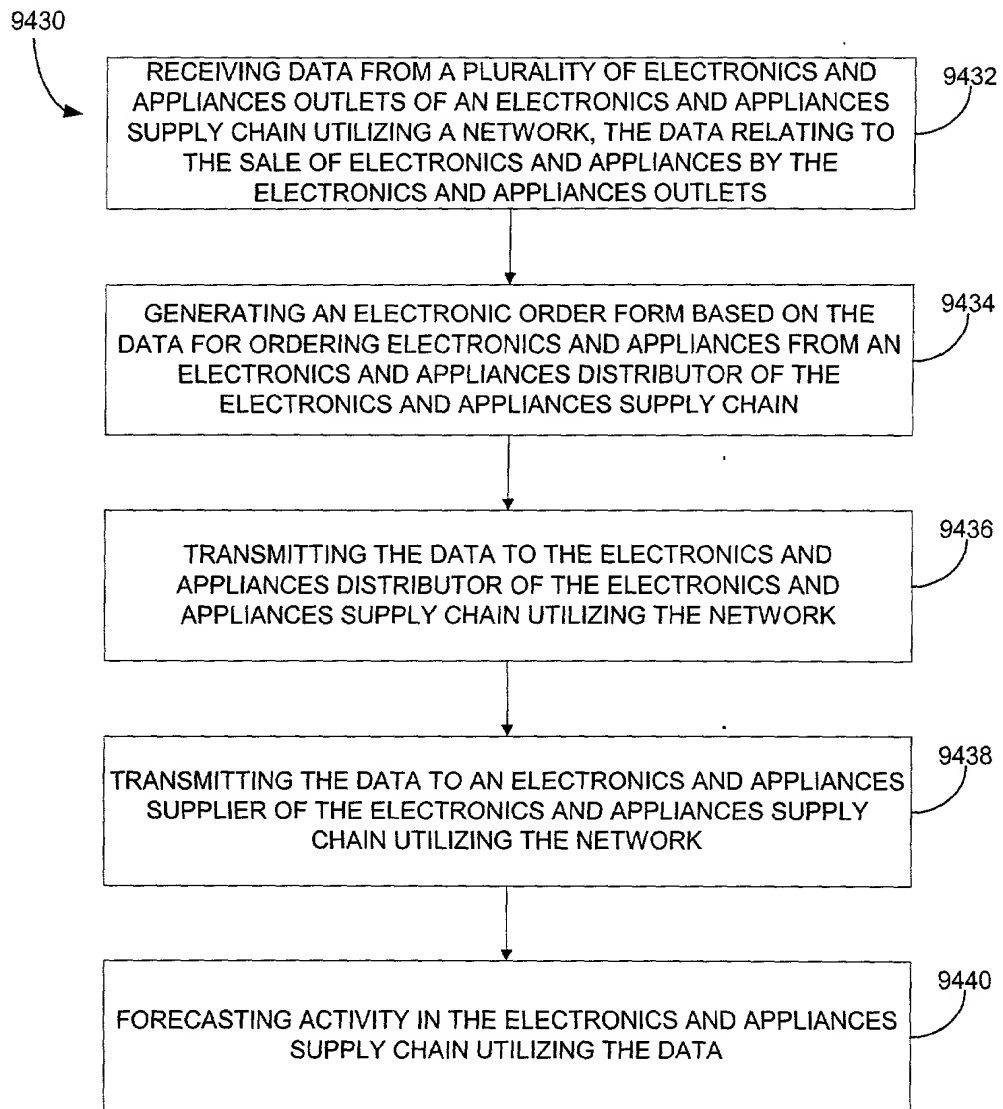 9430
RECEIVING DATA FROM A PLURALITY OF ELECTRONICS AND
APPLIANCES OUTLETS OF AN ELECTRONICS AND APPLIANCES
SUPPLY CHAIN UTILIZING A NETWORK, THE DATA RELATING TO
THE SALE OF ELECTRONICS AND APPLIANCES BY THE
ELECTRONICS AND APPLIANCES OUTLETS
9432
GENERATING AN ELECTRONIC ORDER FORM BASED ON THE
DATA FOR ORDERING ELECTRONICS AND APPLIANCES FROM AN
ELECTRONICS AND APPLIANCES DISTRIBUTOR OF THE
ELECTRONICS AND APPLIANCES SUPPLY CHAIN
9434
TRANSMITTING THE DATA TO THE ELECTRONICS AND
APPLIANCES DISTRIBUTOR OF THE ELECTRONICS AND
APPLIANCES SUPPLY CHAIN UTILIZING THE NETWORK
9436
TRANSMITTING THE DATA TO AN ELECTRONICS AND APPLIANCES
SUPPLIER OF THE ELECTRONICS AND APPLIANCES SUPPLY
CHAIN UTILIZING THE NETWORK
9438
FORECASTING ACTIVITY IN THE ELECTRONICS AND APPLIANCES
SUPPLY CHAIN UTILIZING THE DATA
9440